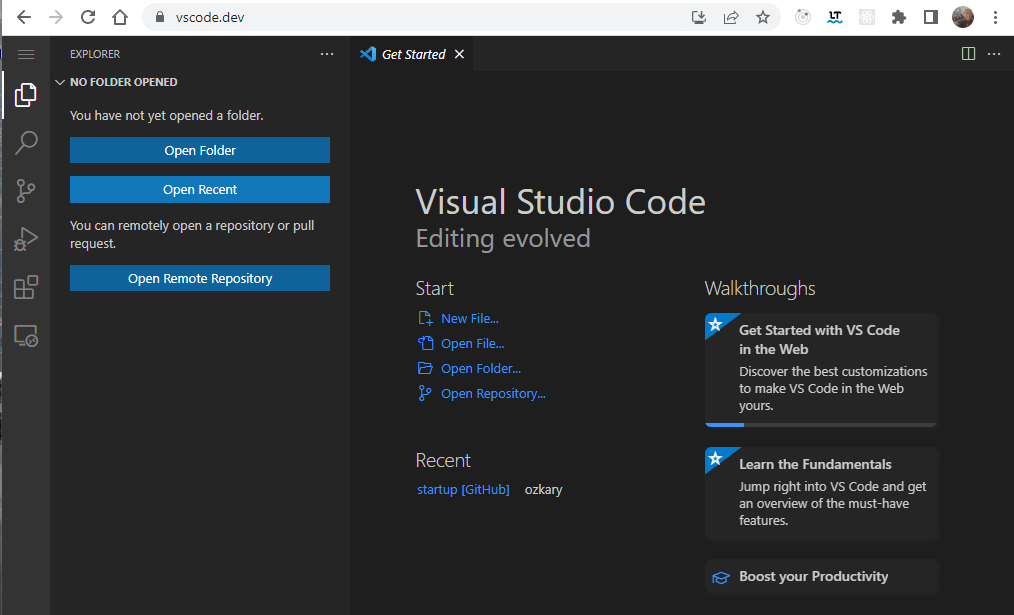 vscode.dev
LT
EXPLORER
Get Started
NO FOLDER OPENED
You have not yet opened a folder.
Open Folder
Open Recent
You can remotely open a repository or pull
request.
Open Remote Repository
Visual Studio Code
Editing evolved
Start
New File...
Open File...
Open Folder...
Open Repository...
Recent
startup [GitHub] ozkary
Walkthroughs
Get Started with VS Code
in the Web
Discover the best customizations
to make VS Code in the Web
yours.
Learn the Fundamentals
Jump right into VS Code and get
an overview of the must-have
features.
Boost your Productivity